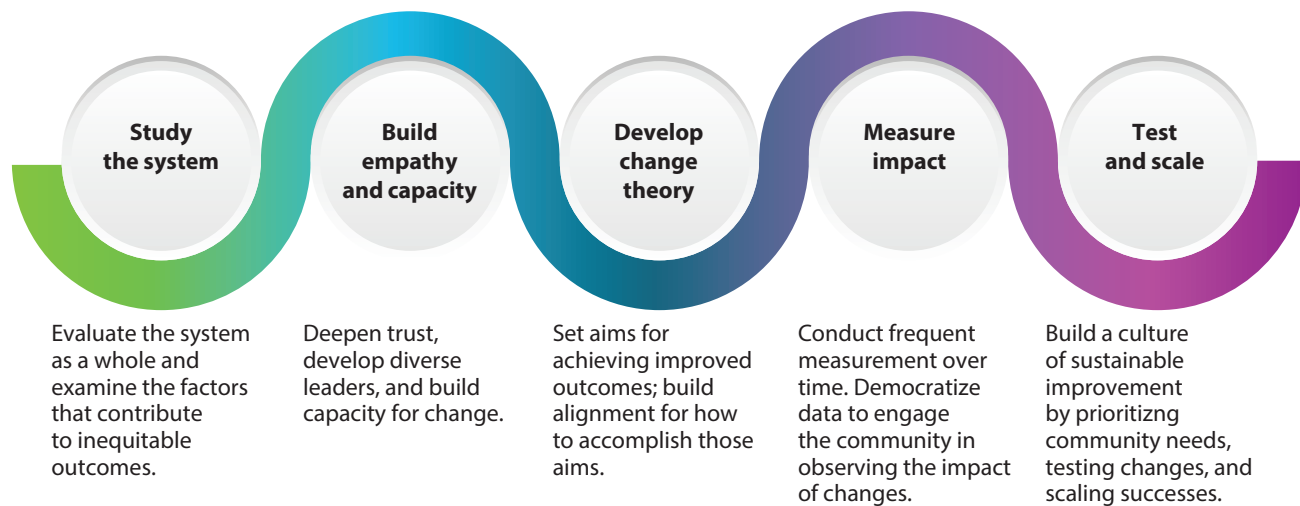 Study
the system
Build
empathy
and capacity
Develop
change
theory
Measure
impact
Test
and scale
Evaluate the system
as a whole and
examine the factors
that contribute
to inequitable
outcomes.
Deepen trust,
develop diverse
leaders, and build
capacity for change.
Set aims for
achieving improved
outcomes; build
alignment for how
to accomplish those
aims.
Conduct frequent
measurement over
time. Democratize
data to engage
the community in
observing the impact
of changes.
Build a culture
of sustainable
improvement
by prioritizng
community needs,
testing changes, and
scaling successes.